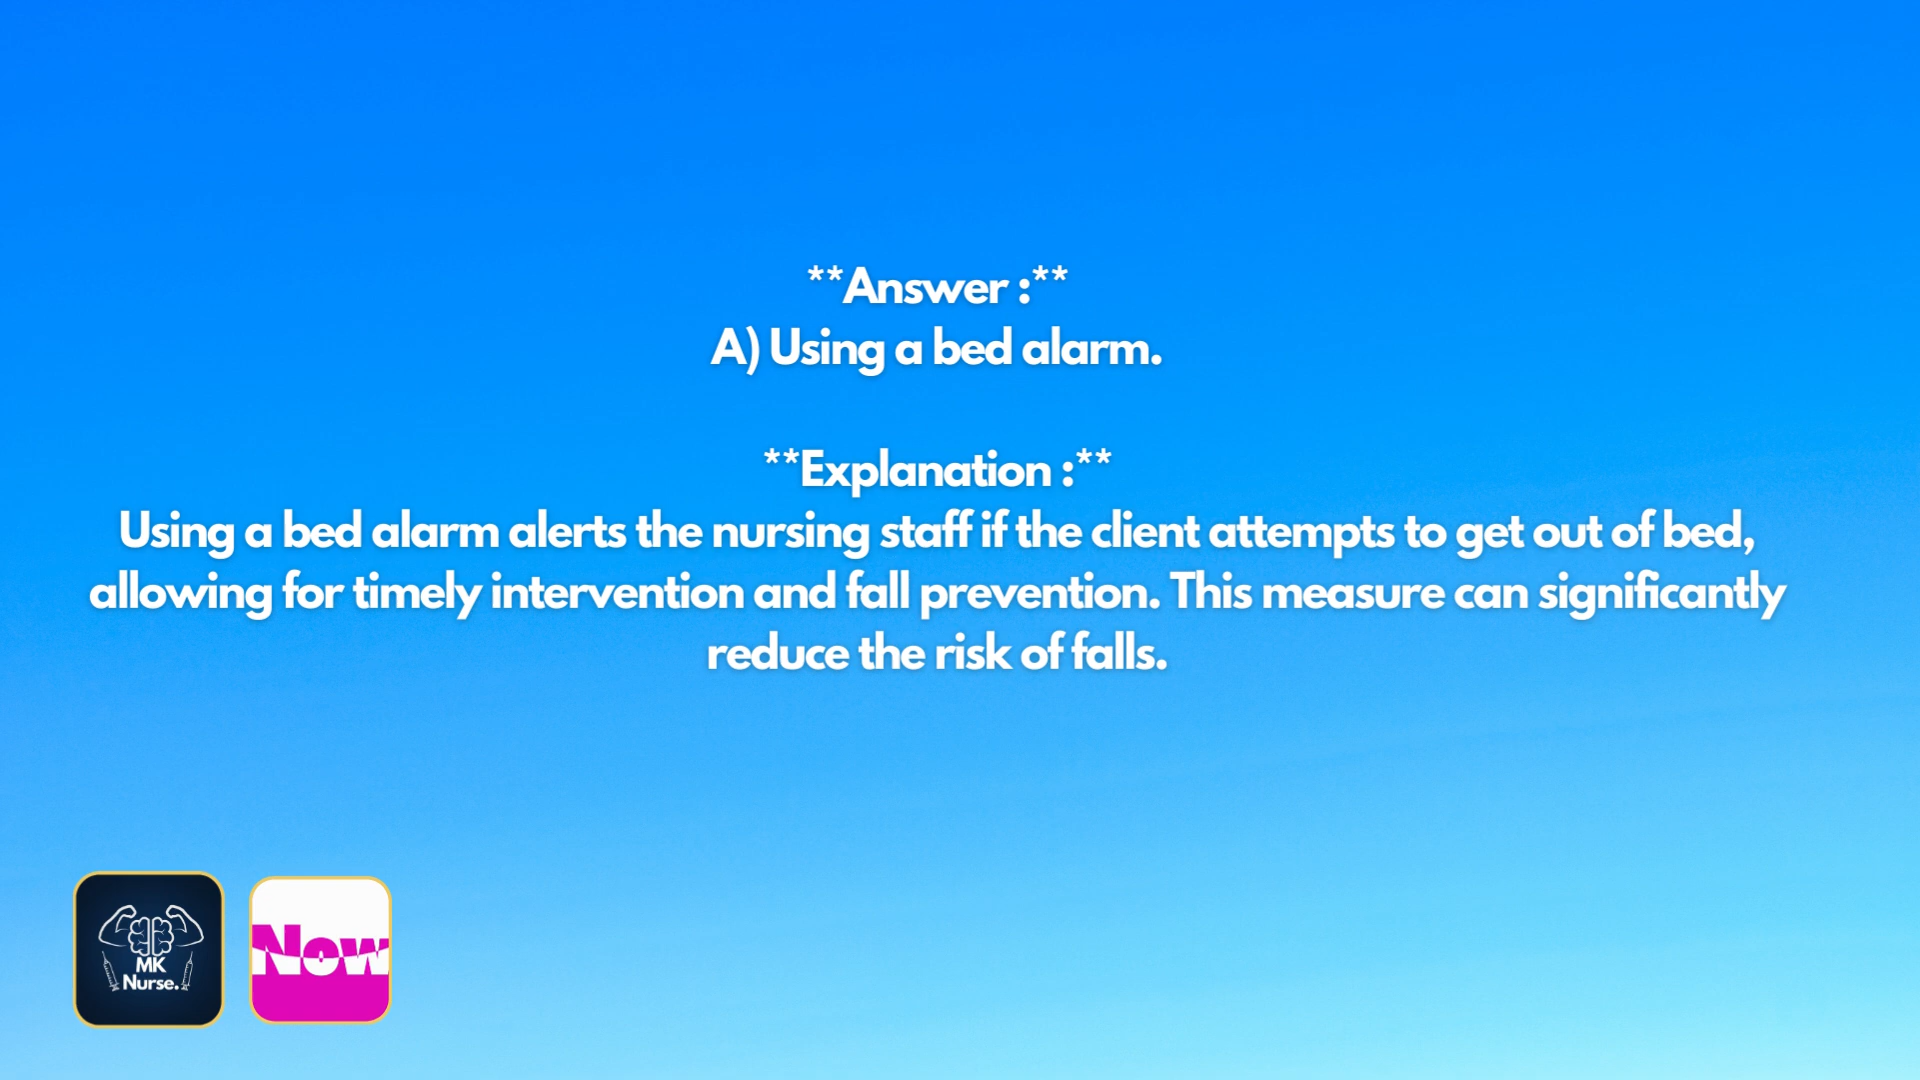 **Answer :**
A) Using a bed alarm.
**Explanation :**
Using a bed alarm alerts the nursing staff if the client attempts to get out of bed,
allowing for timely intervention and fall prevention. This measure can significantly
reduce the risk of falls.
MK
Nurse.
Now